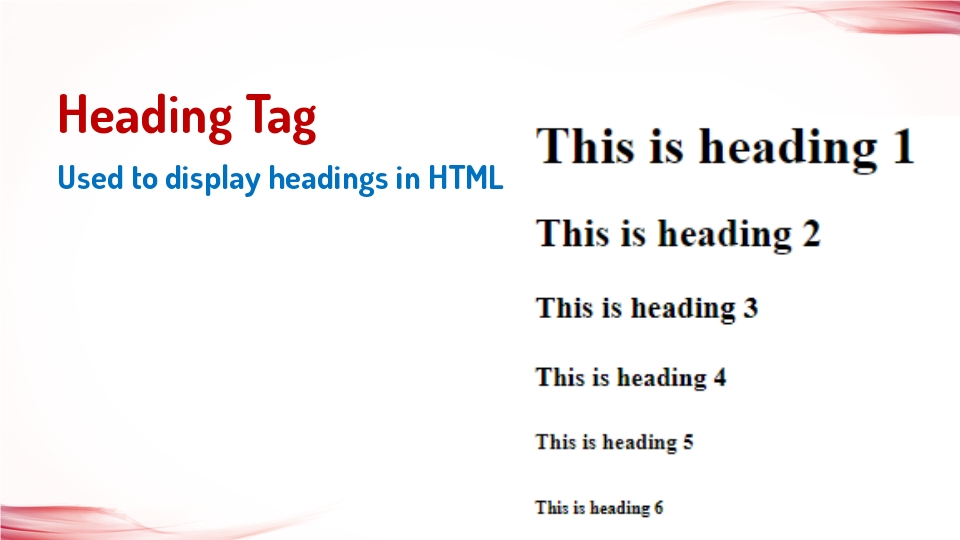 Heading Tag
Used to display headings in HTML
This is heading 1
This is heading 2
This is heading 3
This is heading 4
This is heading 5
This is heading 6